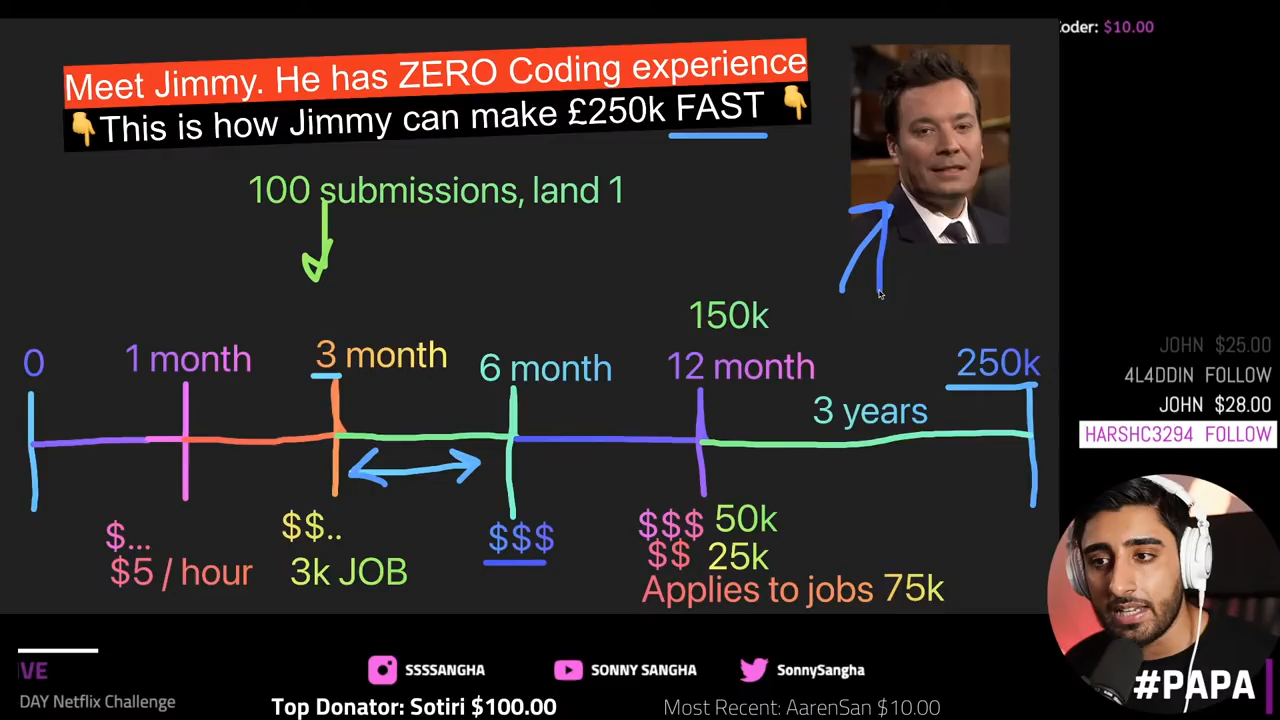 oder: $10.00
Meet Jimmy. He has ZERO Coding experience
👇This is how Jimmy can make £250k FAST 👇
100 submissions, land 1
150k
0
1 month
3 month
6 month
12 month
3 years
250k
$...
$5 / hour
$$..
3k JOB
$$$
$$$ 50k
$$ 25k
Applies to jobs 75k
JOHN $25.00
4L4DDIN FOLLOW
JOHN $28.00
HARSHC3294 FOLLOW
IVE
DAY Netflix Challenge
SSSSANGHA
SONNY SANGHA
SonnySangha
Top Donator: Sotiri $100.00
Most Recent: AarenSan $10.00
#PAPA